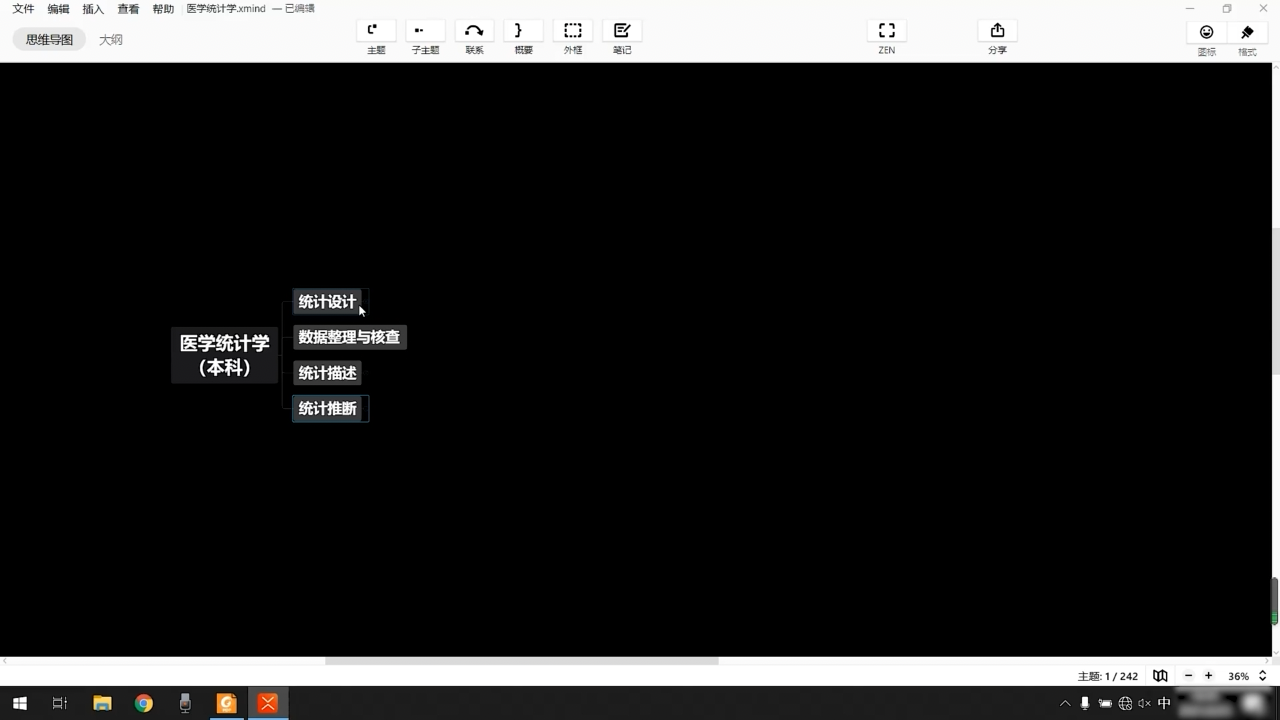 文件 编辑 插入 查看 帮助 医学统计学.xmind — 已编辑
思维导图 大纲
主题 子主题 联系 概要 外框 笔记 ZEN 分享 图标 格式
统计设计
数据整理与核查
医学统计学
（本科）
统计描述
统计推断
主题: 1 / 242 36%
中